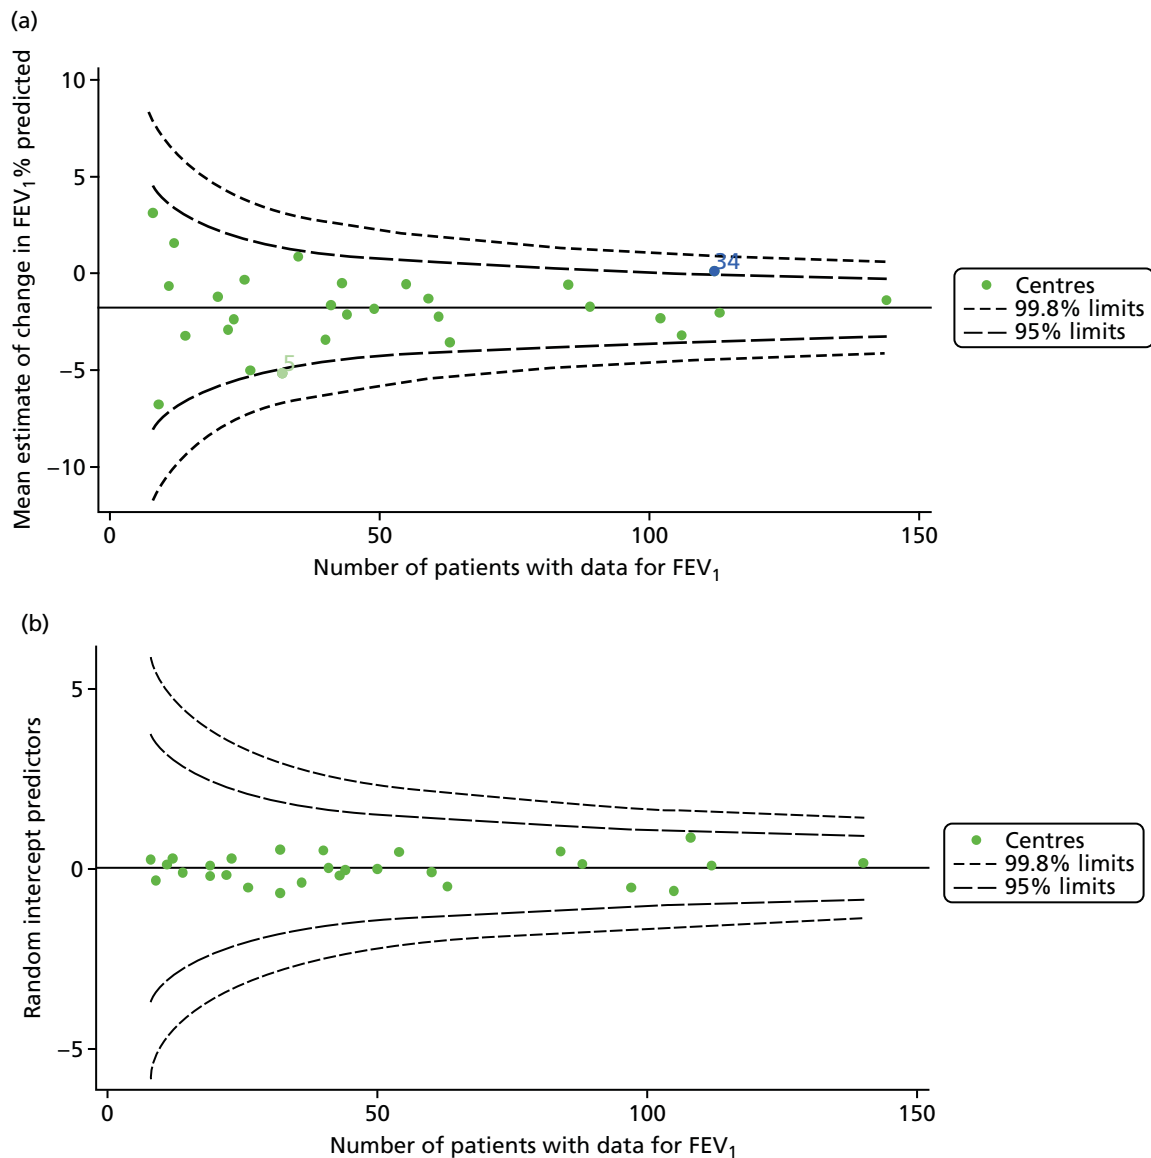 (a)
Mean estimate of change in FEV1% predicted
10
5
0
−5
−10
34
5
0
50
100
150
Number of patients with data for FEV1
Centres
99.8% limits
95% limits
(b)
Random intercept predictors
5
0
−5
0
50
100
150
Number of patients with data for FEV1
Centres
99.8% limits
95% limits